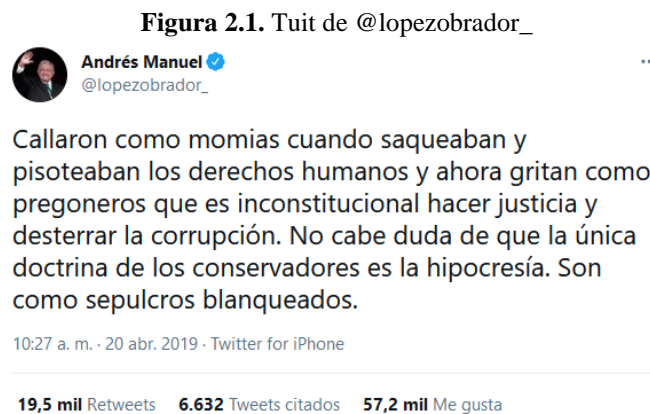 Figura 2.1. Tuit de @lopezobrador_
Andrés Manuel
@lopezobrador_
Callaron como momias cuando saqueaban y
pisoteaban los derechos humanos y ahora gritan como
pregoneros que es inconstitucional hacer justicia y
desterrar la corrupción. No cabe duda de que la única
doctrina de los conservadores es la hipocresía. Son
como sepulcros blanqueados.
10:27 a. m. · 20 abr. 2019 · Twitter for iPhone
19,5 mil Retweets 6.632 Tweets citados 57,2 mil Me gusta